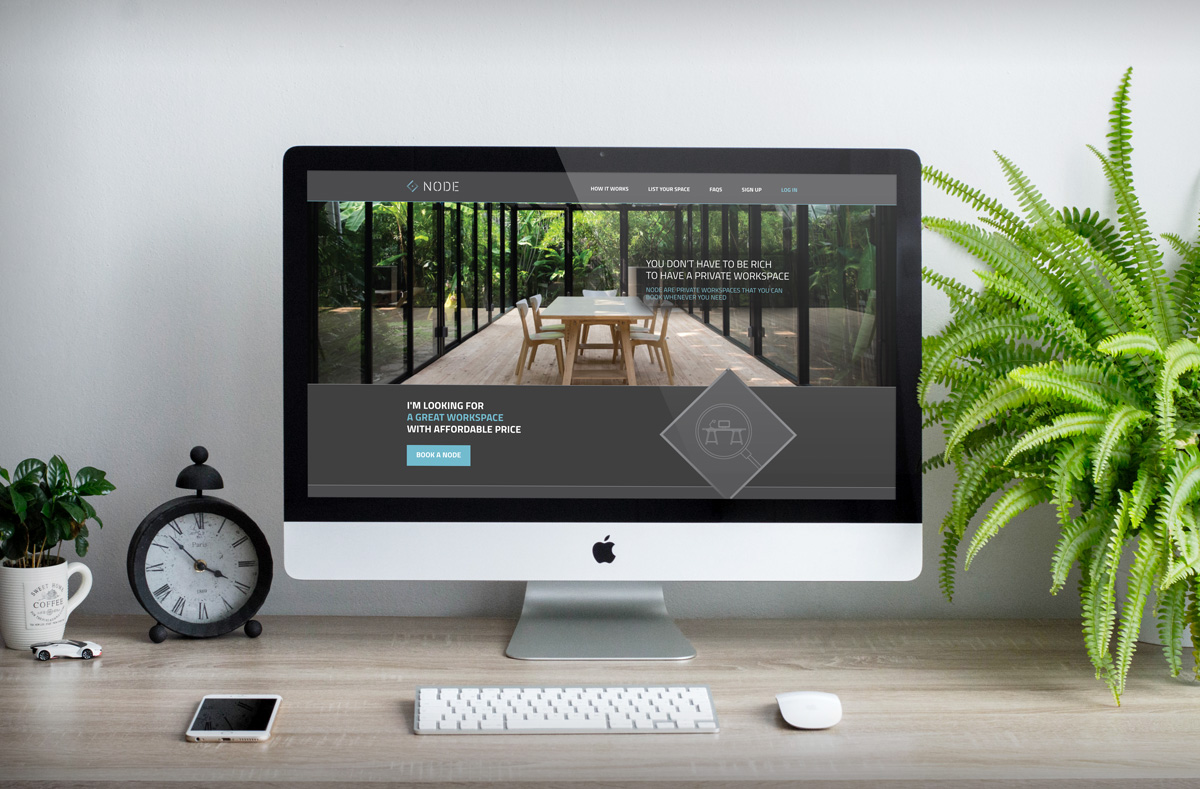 NODE
HOW IT WORKS
LIST YOUR SPACE
FAQS
SIGN UP
LOG IN
YOU DON'T HAVE TO BE RICH
TO HAVE A PRIVATE WORKSPACE
NODE ARE PRIVATE WORKSPACES THAT YOU CAN
BOOK WHENEVER YOU NEED
I'M LOOKING FOR
A GREAT WORKSPACE
WITH AFFORDABLE PRICE
BOOK A NODE
Paris
COFFEE